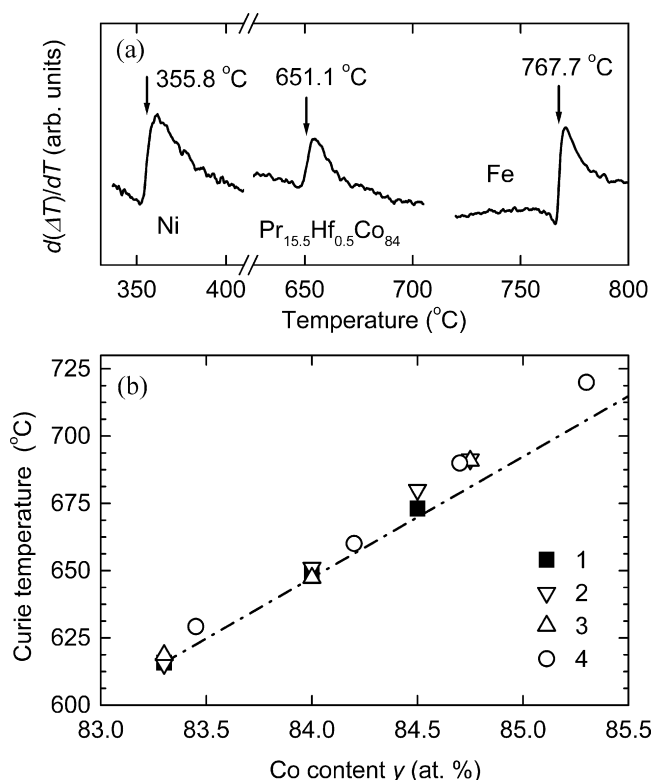 (a)
355.8 °C
651.1 °C
767.7 °C
d(ΔT)/dT (arb. units)
Ni
Pr15.5Hf0.5Co84
Fe
350 400 650 700 750 800
Temperature (°C)
(b)
725
700
675
650
625
600
Curie temperature (°C)
1
2
3
4
83.0 83.5 84.0 84.5 85.0 85.5
Co content y (at. %)